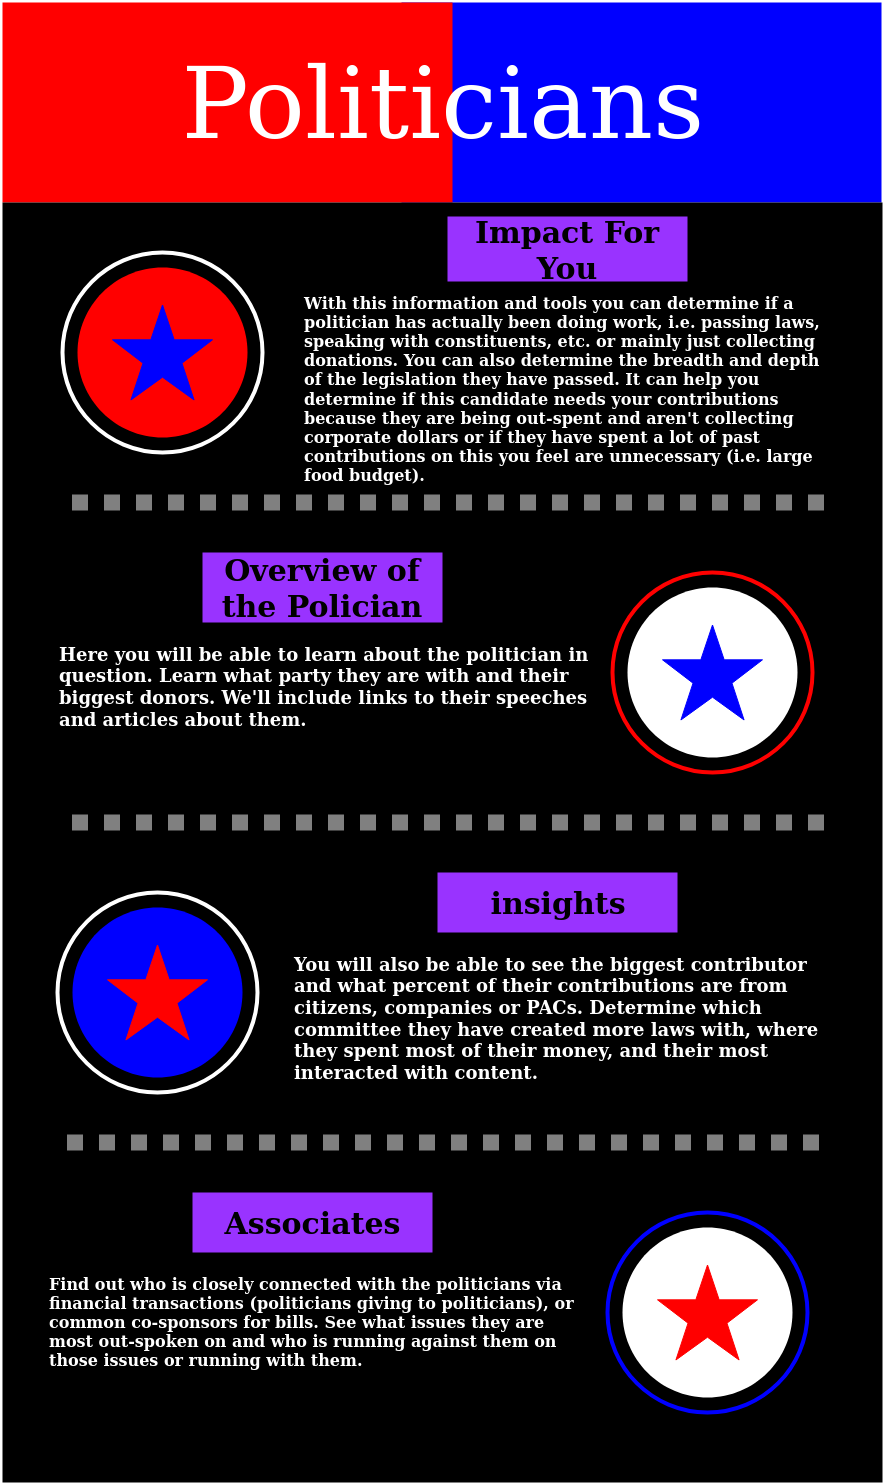 Politicians
Impact For
You
With this information and tools you can determine if a
politician has actually been doing work, i.e. passing laws,
speaking with constituents, etc. or mainly just collecting
donations. You can also determine the breadth and depth
of the legislation they have passed. It can help you
determine if this candidate needs your contributions
because they are being out-spent and aren't collecting
corporate dollars or if they have spent a lot of past
contributions on this you feel are unnecessary (i.e. large
food budget).
Overview of
the Polician
Here you will be able to learn about the politician in
question. Learn what party they are with and their
biggest donors. We'll include links to their speeches
and articles about them.
insights
You will also be able to see the biggest contributor
and what percent of their contributions are from
citizens, companies or PACs. Determine which
committee they have created more laws with, where
they spent most of their money, and their most
interacted with content.
Associates
Find out who is closely connected with the politicians via
financial transactions (politicians giving to politicians), or
common co-sponsors for bills. See what issues they are
most out-spoken on and who is running against them on
those issues or running with them.